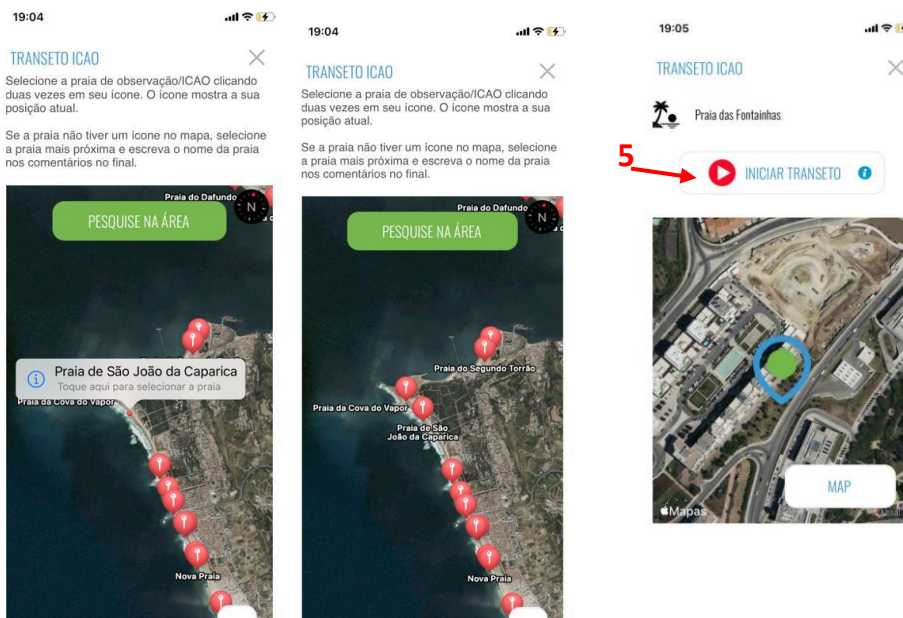 19:04
TRANSETO ICAO
Selecione a praia de observação/ICAO clicando
duas vezes em seu ícone. O ícone mostra a sua
posição atual.
Se a praia não tiver um ícone no mapa, selecione
a praia mais próxima e escreva o nome da praia
nos comentários no final.
Praia do Dafundo
N
PESQUISE NA ÁREA
Praia de São João da Caparica
Toque aqui para selecionar a praia
Praia da Cova do Vapor
Nova Praia
19:04
TRANSETO ICAO
Selecione a praia de observação/ICAO clicando
duas vezes em seu ícone. O ícone mostra a sua
posição atual.
Se a praia não tiver um ícone no mapa, selecione
a praia mais próxima e escreva o nome da praia
nos comentários no final.
Praia do Dafundo
N
PESQUISE NA ÁREA
Praia do Segundo Torrão
Praia da Cova do Vapor
Praia de São
João da Caparica
Nova Praia
19:05
TRANSETO ICAO
Praia das Fontainhas
5
INICIAR TRANSETO
MAP
Mapas